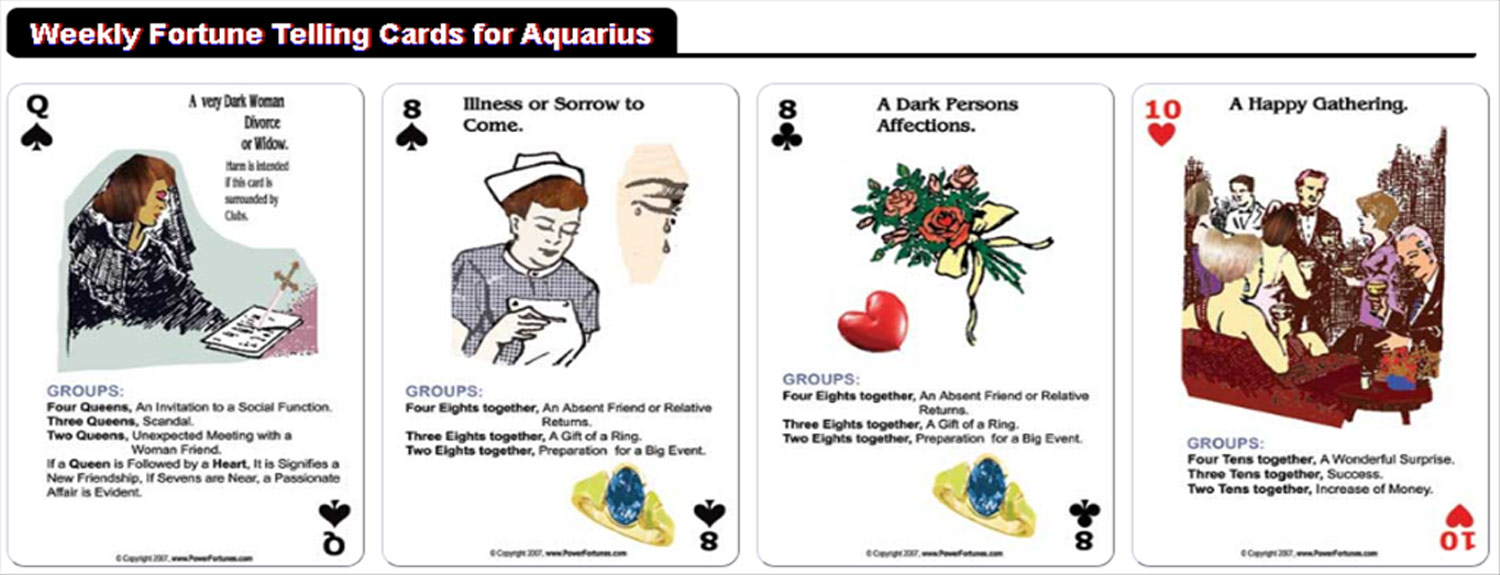 Weekly Fortune Telling Cards for Aquarius
Q
A very Dark Woman
Divorce
or Widow.
Harm is intended
if this card is
surrounded by
Clubs.
GROUPS:
Four Queens, An Invitation to a Social Function.
Three Queens, Scandal.
Two Queens, Unexpected Meeting with a
Woman Friend.
If a Queen is Followed by a Heart, It is Signifies a
New Friendship, If Sevens are Near, a Passionate
Affair is Evident.
Q
© Copyright 2007, www.PowerFortunes.com
8
Illness or Sorrow to
Come.
GROUPS:
Four Eights together, An Absent Friend or Relative
Returns.
Three Eights together, A Gift of a Ring.
Two Eights together, Preparation for a Big Event.
8
© Copyright 2007, www.PowerFortunes.com
8
A Dark Persons
Affections.
GROUPS:
Four Eights together, An Absent Friend or Relative
Returns.
Three Eights together, A Gift of a Ring.
Two Eights together, Preparation for a Big Event.
8
© Copyright 2007, www.PowerFortunes.com
10
A Happy Gathering.
GROUPS:
Four Tens together, A Wonderful Surprise.
Three Tens together, Success.
Two Tens together, Increase of Money.
10
© Copyright 2007, www.PowerFortunes.com